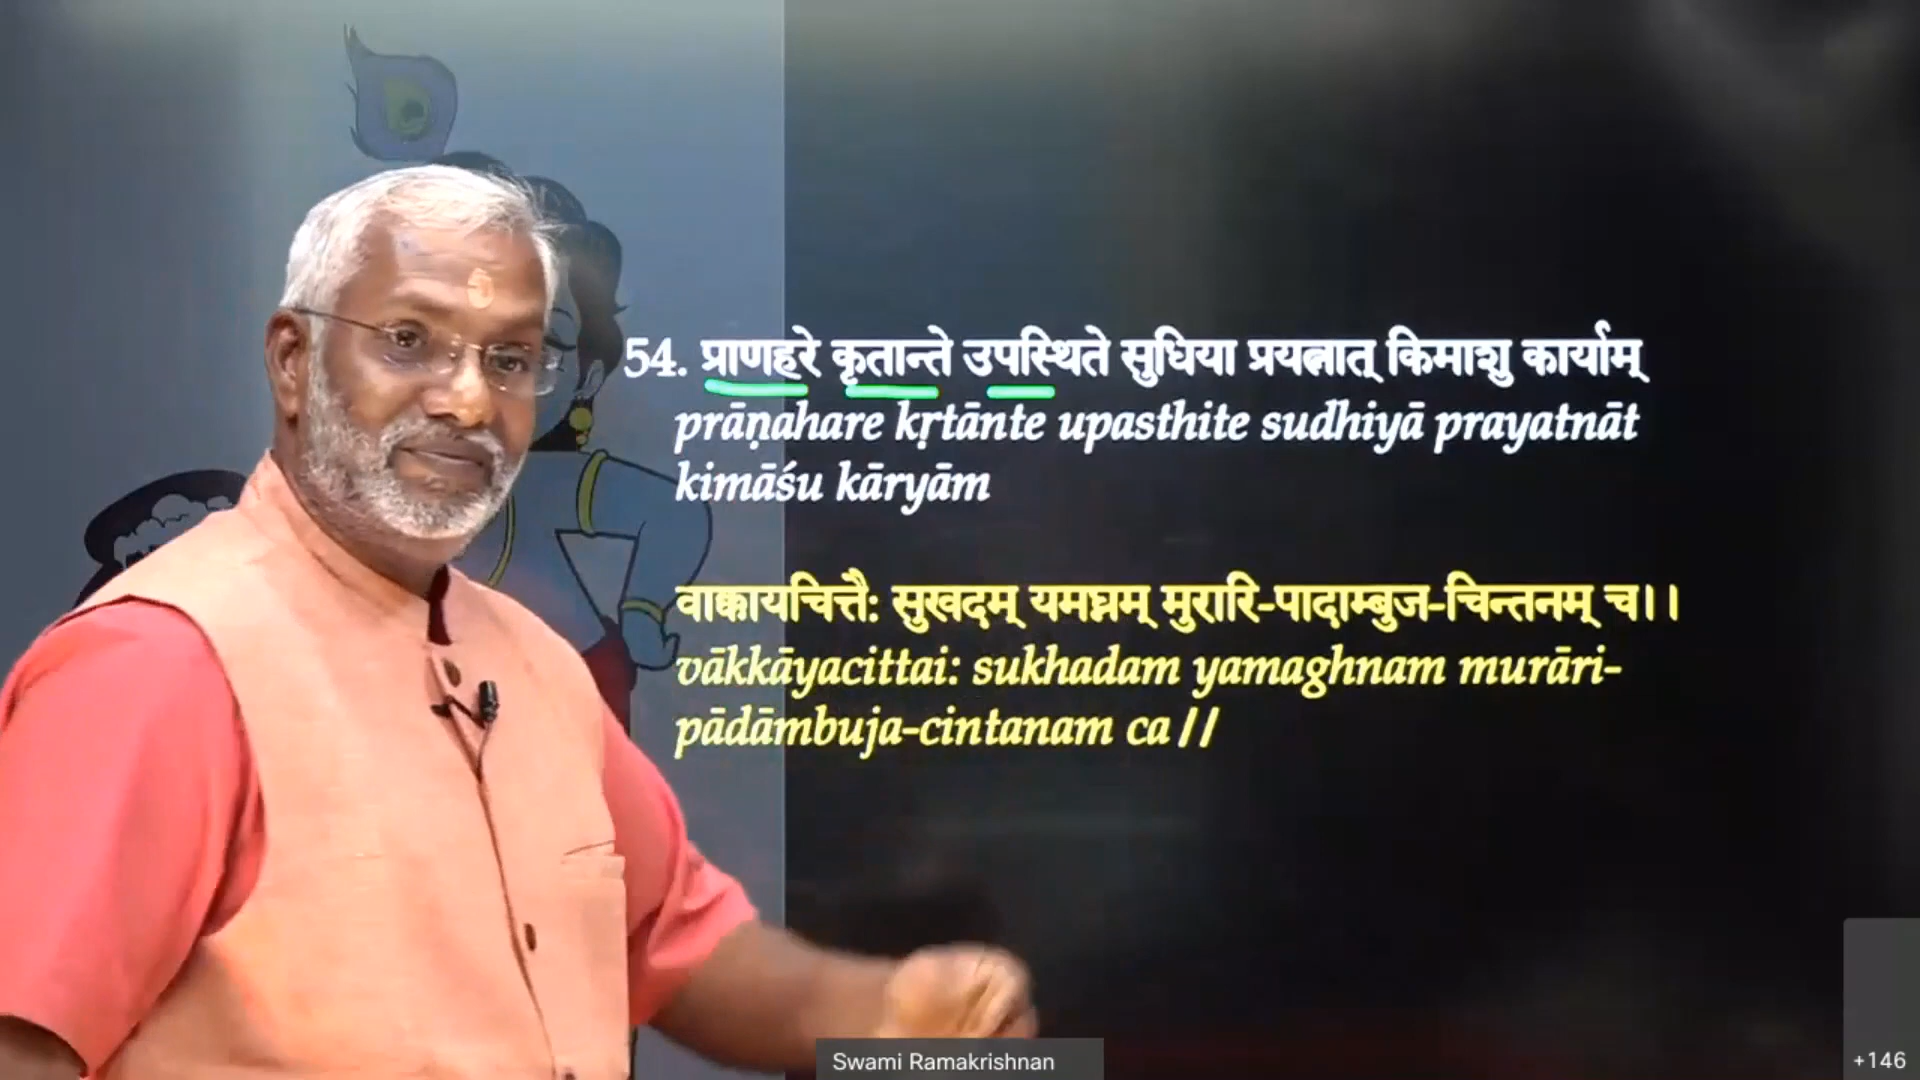 54. प्राणहरे कृतान्ते उपस्थिते सुधिया प्रयत्नात् किमाशु कार्याम्
prāṇahare kṛtānte upasthite sudhiyā prayatnāt
kimāśu kāryām
वाक्कायचित्तै: सुखदम् यमघ्नम् मुरारि-पादाम्बुज-चिन्तनम् च।।
vākkāyacittai: sukhadam yamaghnam murāri-
pādāmbuja-cintanam ca//
Swami Ramakrishnan
+146